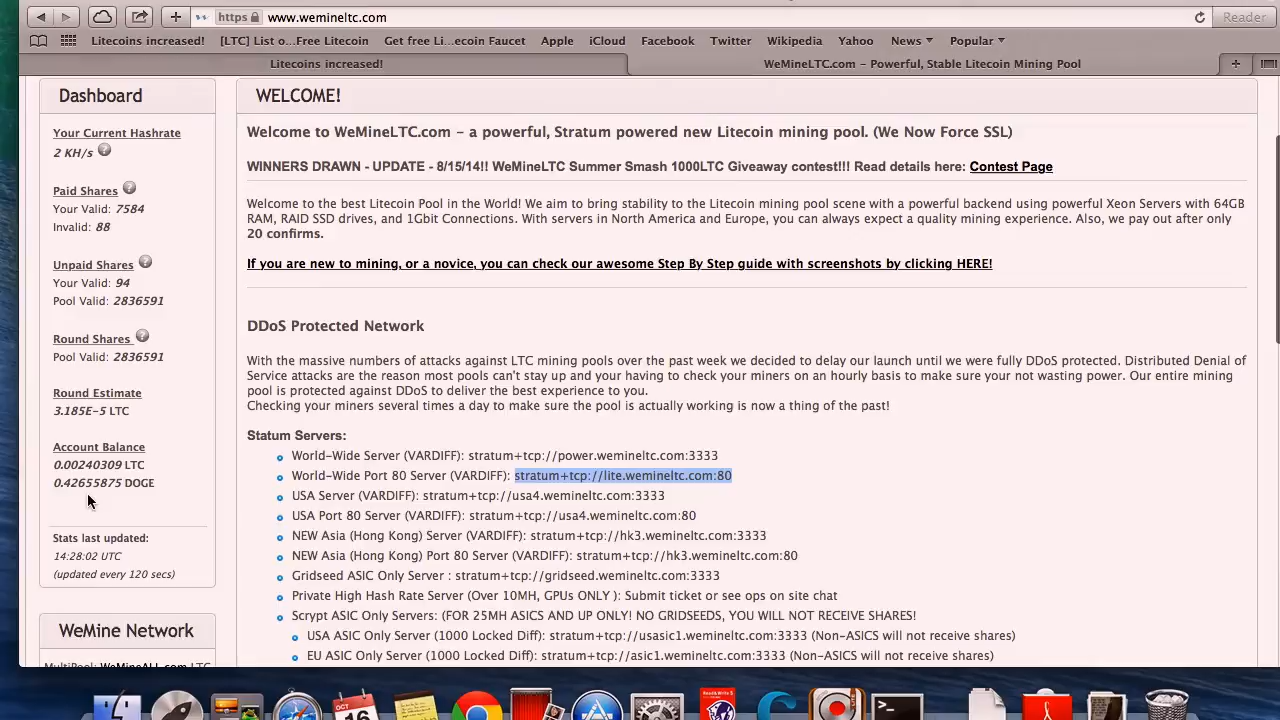 https www.wemineltc.com Reader
Litecoins increased! [LTC] List o...Free Litecoin Get free Li...ecoin Faucet Apple iCloud Facebook Twitter Wikipedia Yahoo News Popular
Litecoins increased! WeMineLTC.com – Powerful, Stable Litecoin Mining Pool
Dashboard
Your Current Hashrate
2 KH/s
Paid Shares
Your Valid: 7584
Invalid: 88
Unpaid Shares
Your Valid: 94
Pool Valid: 2836591
Round Shares
Pool Valid: 2836591
Round Estimate
3.185E-5 LTC
Account Balance
0.00240309 LTC
0.42655875 DOGE
Stats last updated:
14:28:02 UTC
(updated every 120 secs)
WeMine Network
MultiPool: WeMineALL.com LTC
WELCOME!
Welcome to WeMineLTC.com – a powerful, Stratum powered new Litecoin mining pool. (We Now Force SSL)
WINNERS DRAWN - UPDATE - 8/15/14!! WeMineLTC Summer Smash 1000LTC Giveaway contest!!! Read details here: Contest Page
Welcome to the best Litecoin Pool in the World! We aim to bring stability to the Litecoin mining pool scene with a powerful backend using powerful Xeon Servers with 64GB
RAM, RAID SSD drives, and 1Gbit Connections. With servers in North America and Europe, you can always expect a quality mining experience. Also, we pay out after only
20 confirms.
If you are new to mining, or a novice, you can check our awesome Step By Step guide with screenshots by clicking HERE!
DDoS Protected Network
With the massive numbers of attacks against LTC mining pools over the past week we decided to delay our launch until we were fully DDoS protected. Distributed Denial of
Service attacks are the reason most pools can't stay up and your having to check your miners on an hourly basis to make sure your not wasting power. Our entire mining
pool is protected against DDoS to deliver the best experience to you.
Checking your miners several times a day to make sure the pool is actually working is now a thing of the past!
Statum Servers:
World-Wide Server (VARDIFF): stratum+tcp://power.wemineltc.com:3333
World-Wide Port 80 Server (VARDIFF): stratum+tcp://lite.wemineltc.com:80
USA Server (VARDIFF): stratum+tcp://usa4.wemineltc.com:3333
USA Port 80 Server (VARDIFF): stratum+tcp://usa4.wemineltc.com:80
NEW Asia (Hong Kong) Server (VARDIFF): stratum+tcp://hk3.wemineltc.com:3333
NEW Asia (Hong Kong) Port 80 Server (VARDIFF): stratum+tcp://hk3.wemineltc.com:80
Gridseed ASIC Only Server : stratum+tcp://gridseed.wemineltc.com:3333
Private High Hash Rate Server (Over 10MH, GPUs ONLY ): Submit ticket or see ops on site chat
Scrypt ASIC Only Servers: (FOR 25MH ASICS AND UP ONLY! NO GRIDSEEDS, YOU WILL NOT RECEIVE SHARES!
USA ASIC Only Server (1000 Locked Diff): stratum+tcp://usasic1.wemineltc.com:3333 (Non-ASICS will not receive shares)
EU ASIC Only Server (1000 Locked Diff): stratum+tcp://asic1.wemineltc.com:3333 (Non-ASICS will not receive shares)
OCT
16